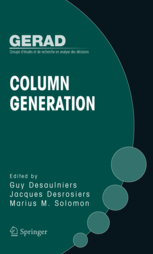 GERAD
Groupe d'études et de recherche en analyse des décisions
COLUMN
GENERATION
Edited by
Guy Desaulniers
Jacques Desrosiers
Marius M. Solomon
Springer